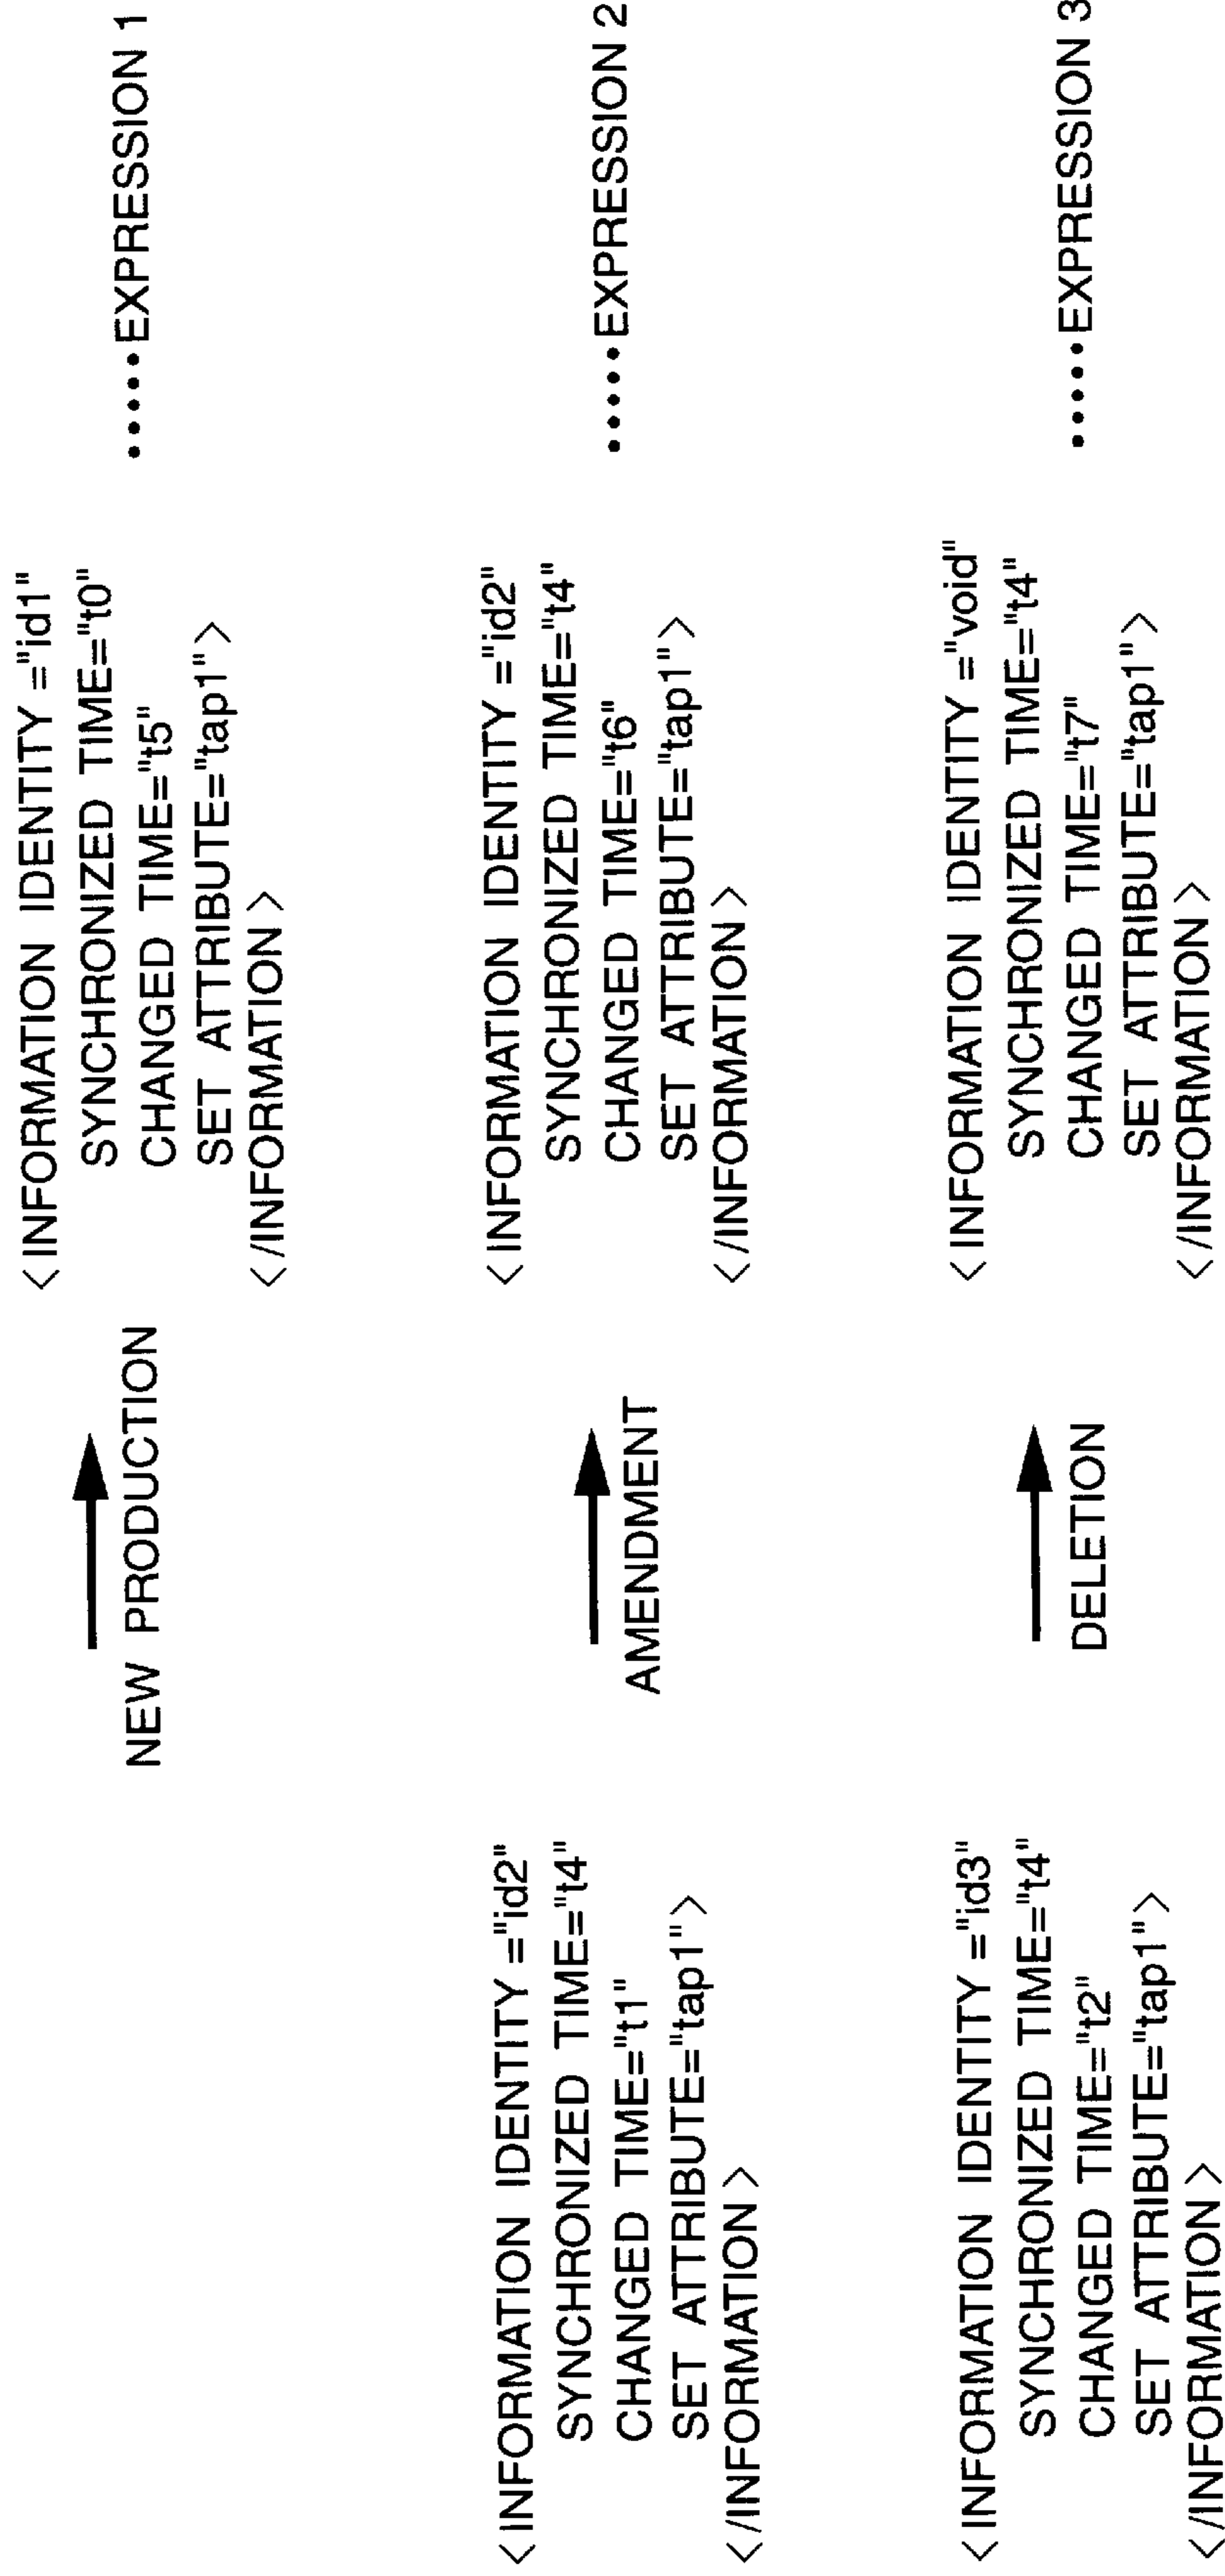 NEW PRODUCTION
<INFORMATION IDENTITY ="id1"
SYNCHRONIZED TIME="t0"
CHANGED TIME="t5"
SET ATTRIBUTE="tap1">
</INFORMATION>
•••••EXPRESSION 1
<INFORMATION IDENTITY ="id2"
SYNCHRONIZED TIME="t4"
CHANGED TIME="t1"
SET ATTRIBUTE="tap1">
</INFORMATION>
AMENDMENT
<INFORMATION IDENTITY ="id2"
SYNCHRONIZED TIME="t4"
CHANGED TIME="t6"
SET ATTRIBUTE="tap1">
</INFORMATION>
•••••EXPRESSION 2
<INFORMATION IDENTITY ="id3"
SYNCHRONIZED TIME="t4"
CHANGED TIME="t2"
SET ATTRIBUTE="tap1">
</INFORMATION>
DELETION
<INFORMATION IDENTITY ="void"
SYNCHRONIZED TIME="t4"
CHANGED TIME="t7"
SET ATTRIBUTE="tap1">
</INFORMATION>
•••••EXPRESSION 3